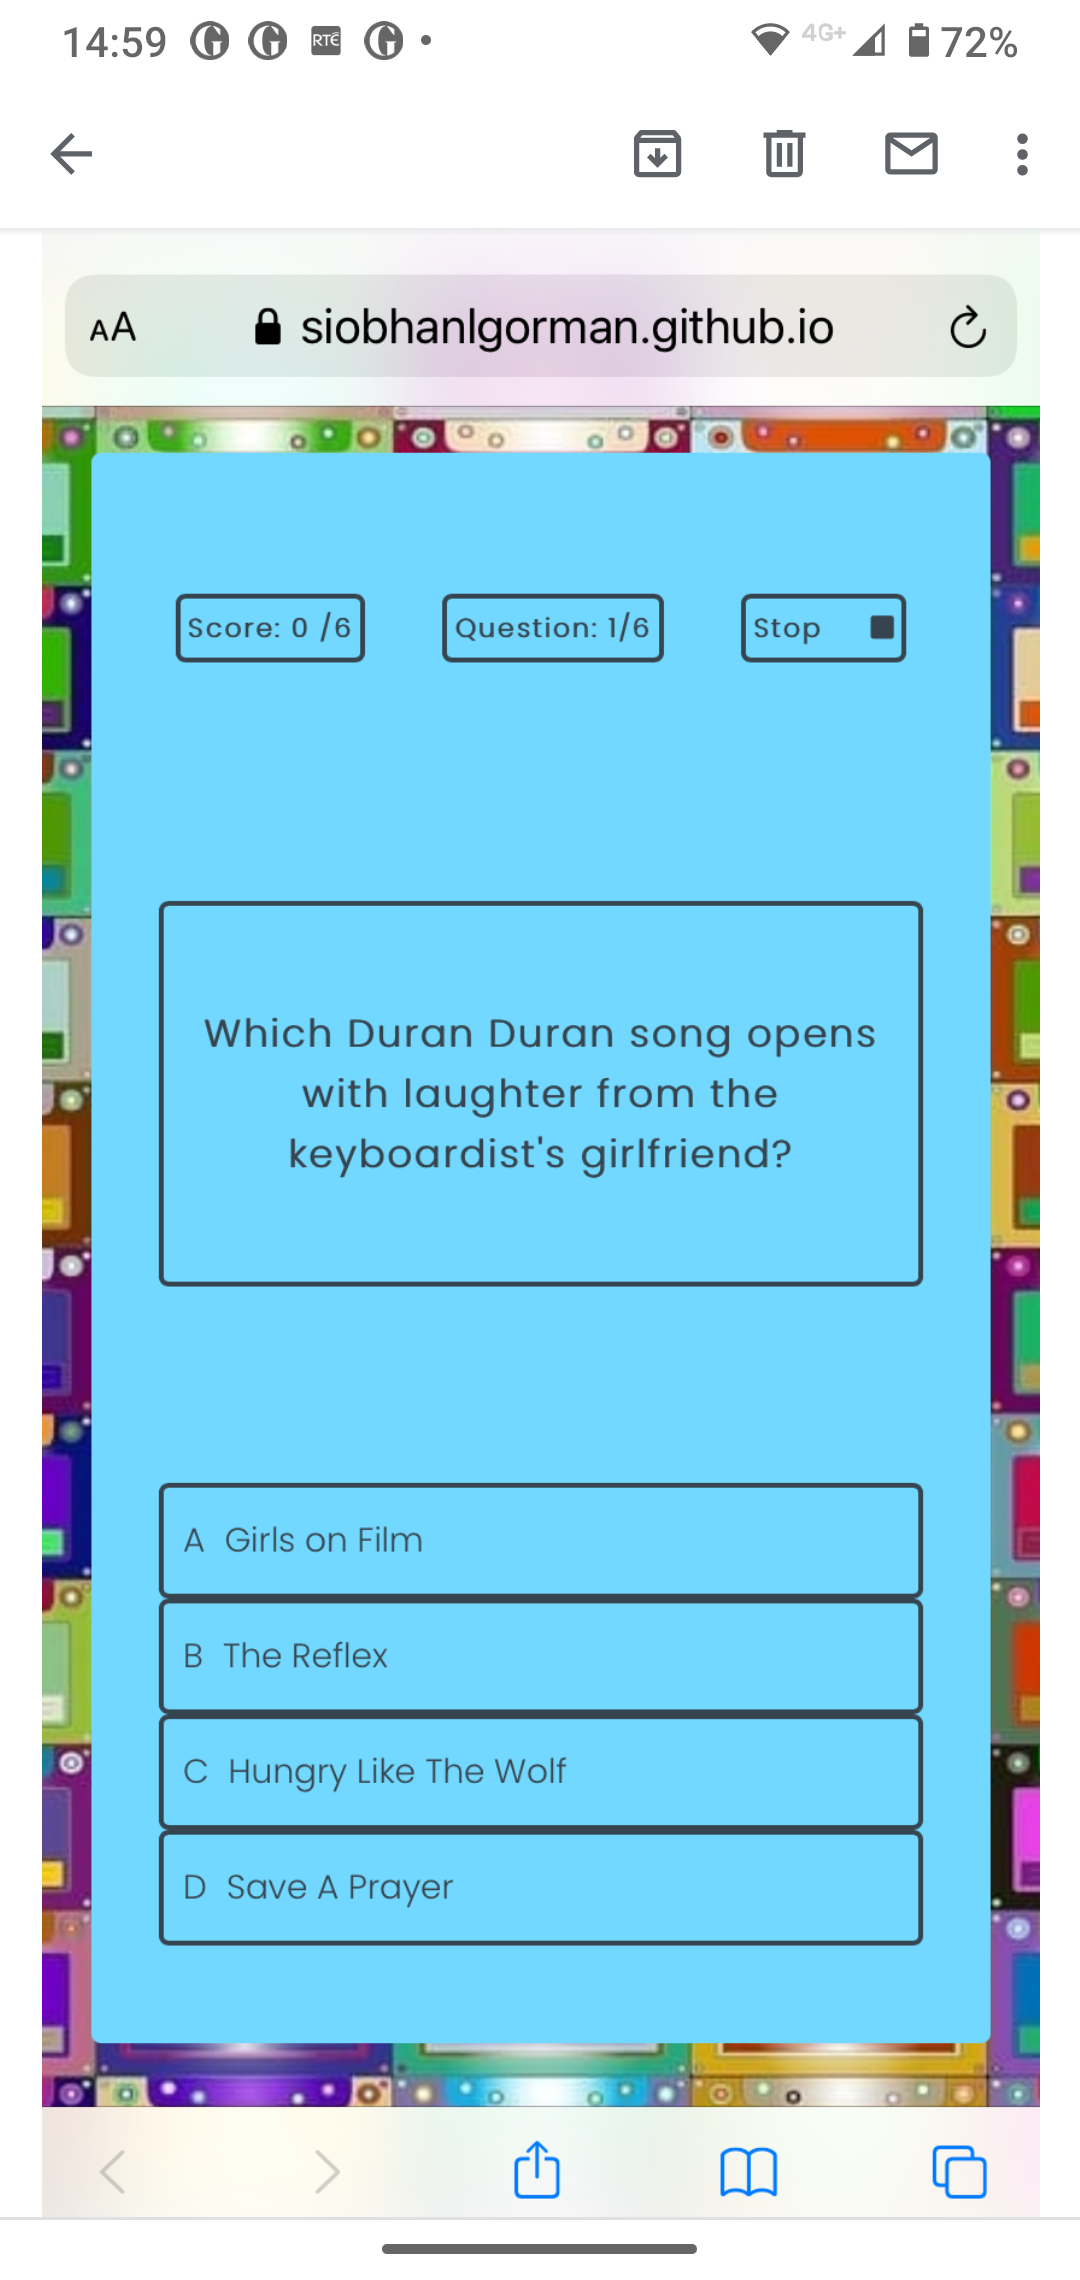 14:59 RTÉ 4G+ 72%
AA siobhanlgorman.github.io
Score: 0 /6 Question: 1/6 Stop
Which Duran Duran song opens
with laughter from the
keyboardist's girlfriend?
A Girls on Film
B The Reflex
C Hungry Like The Wolf
D Save A Prayer